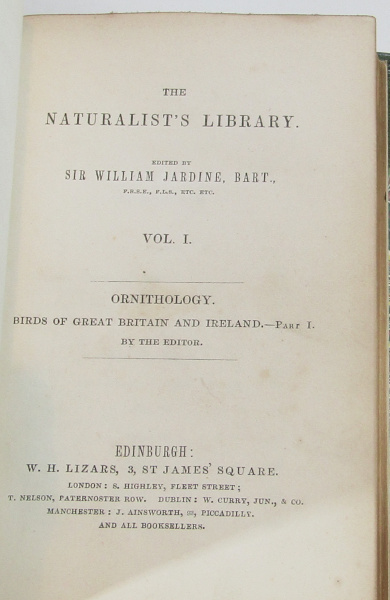 THE
NATURALIST'S LIBRARY.
EDITED BY
SIR WILLIAM JARDINE, BART.,
F.R.S.E., F.L.S., ETC. ETC.
VOL. I.
ORNITHOLOGY.
BIRDS OF GREAT BRITAIN AND IRELAND.—PART I.
BY THE EDITOR.
EDINBURGH:
W. H. LIZARS, 3, ST JAMES' SQUARE.
LONDON: S. HIGHLEY, FLEET STREET;
T. NELSON, PATERNOSTER ROW. DUBLIN: W. CURRY, JUN., & CO.
MANCHESTER: J. AINSWORTH, PICCADILLY.
AND ALL BOOKSELLERS.